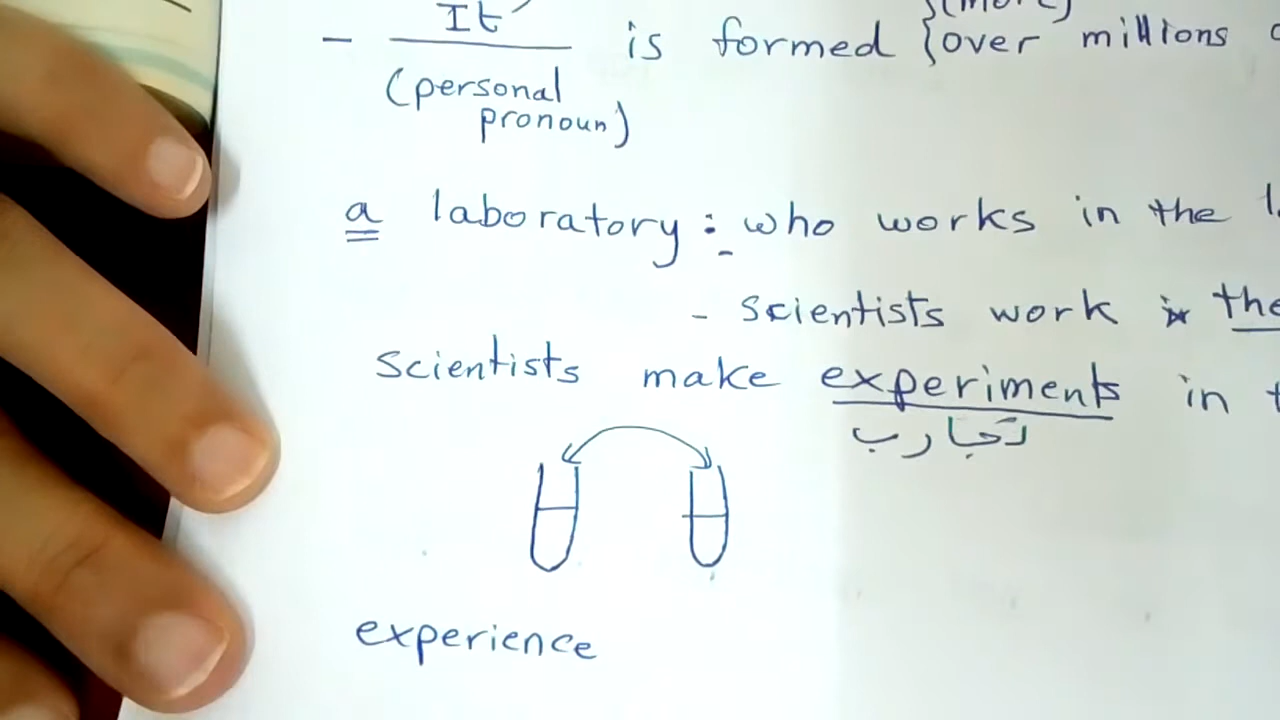 - It is formed { over millions
(personal
pronoun)
a laboratory : who works in the
- scientists work in the
scientists make experiments in
تجارب
experience